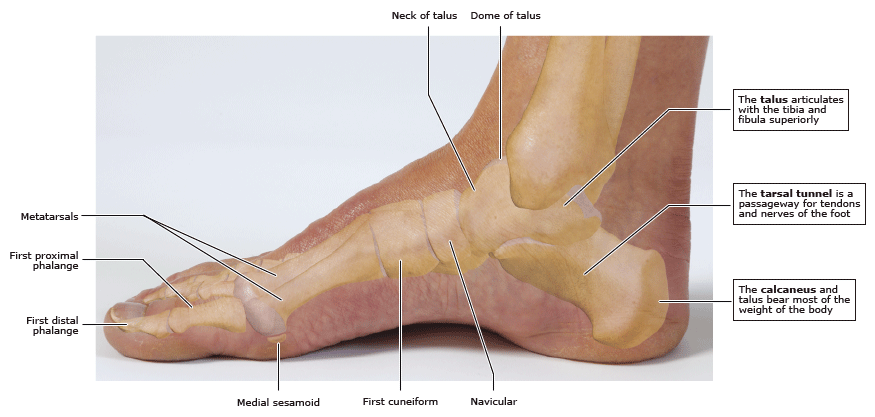 Neck of talus
Dome of talus
The talus articulates
with the tibia and
fibula superiorly
The tarsal tunnel is a
passageway for tendons
and nerves of the foot
The calcaneus and
talus bear most of the
weight of the body
Metatarsals
First proximal
phalange
First distal
phalange
Medial sesamoid
First cuneiform
Navicular